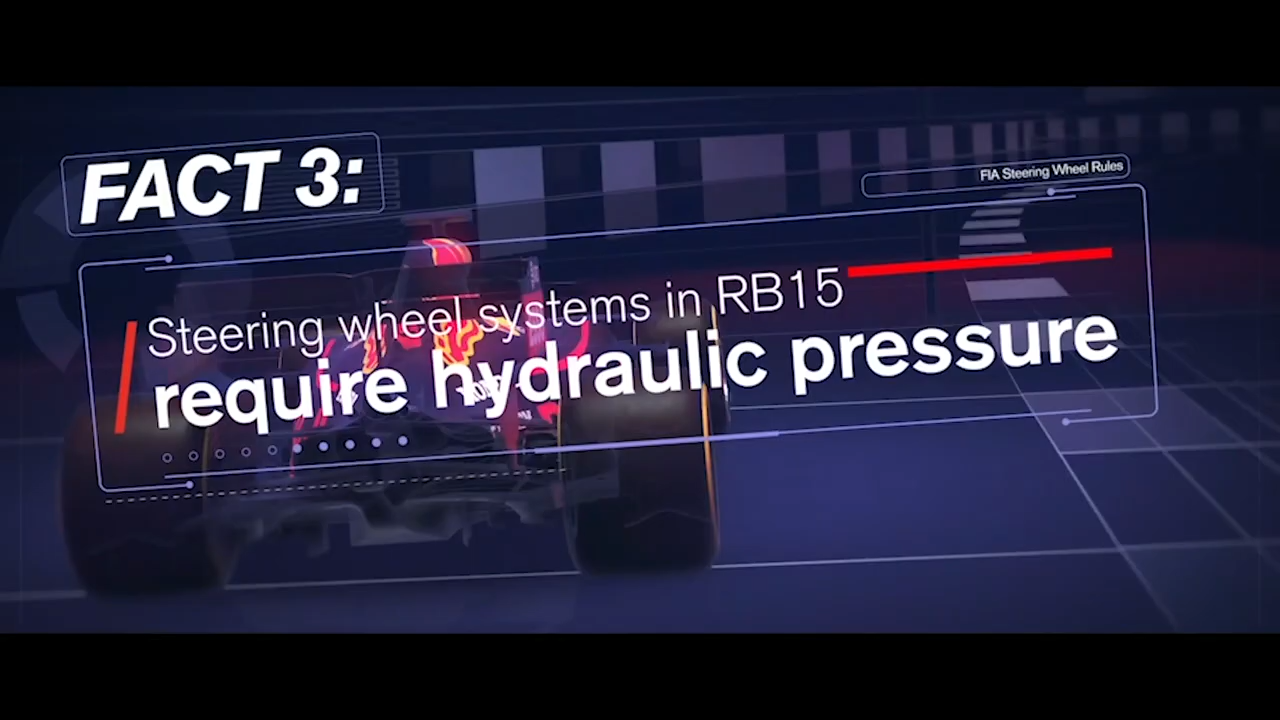 FACT 3:
FIA Steering Wheel Rules
Steering wheel systems in RB15
require hydraulic pressure